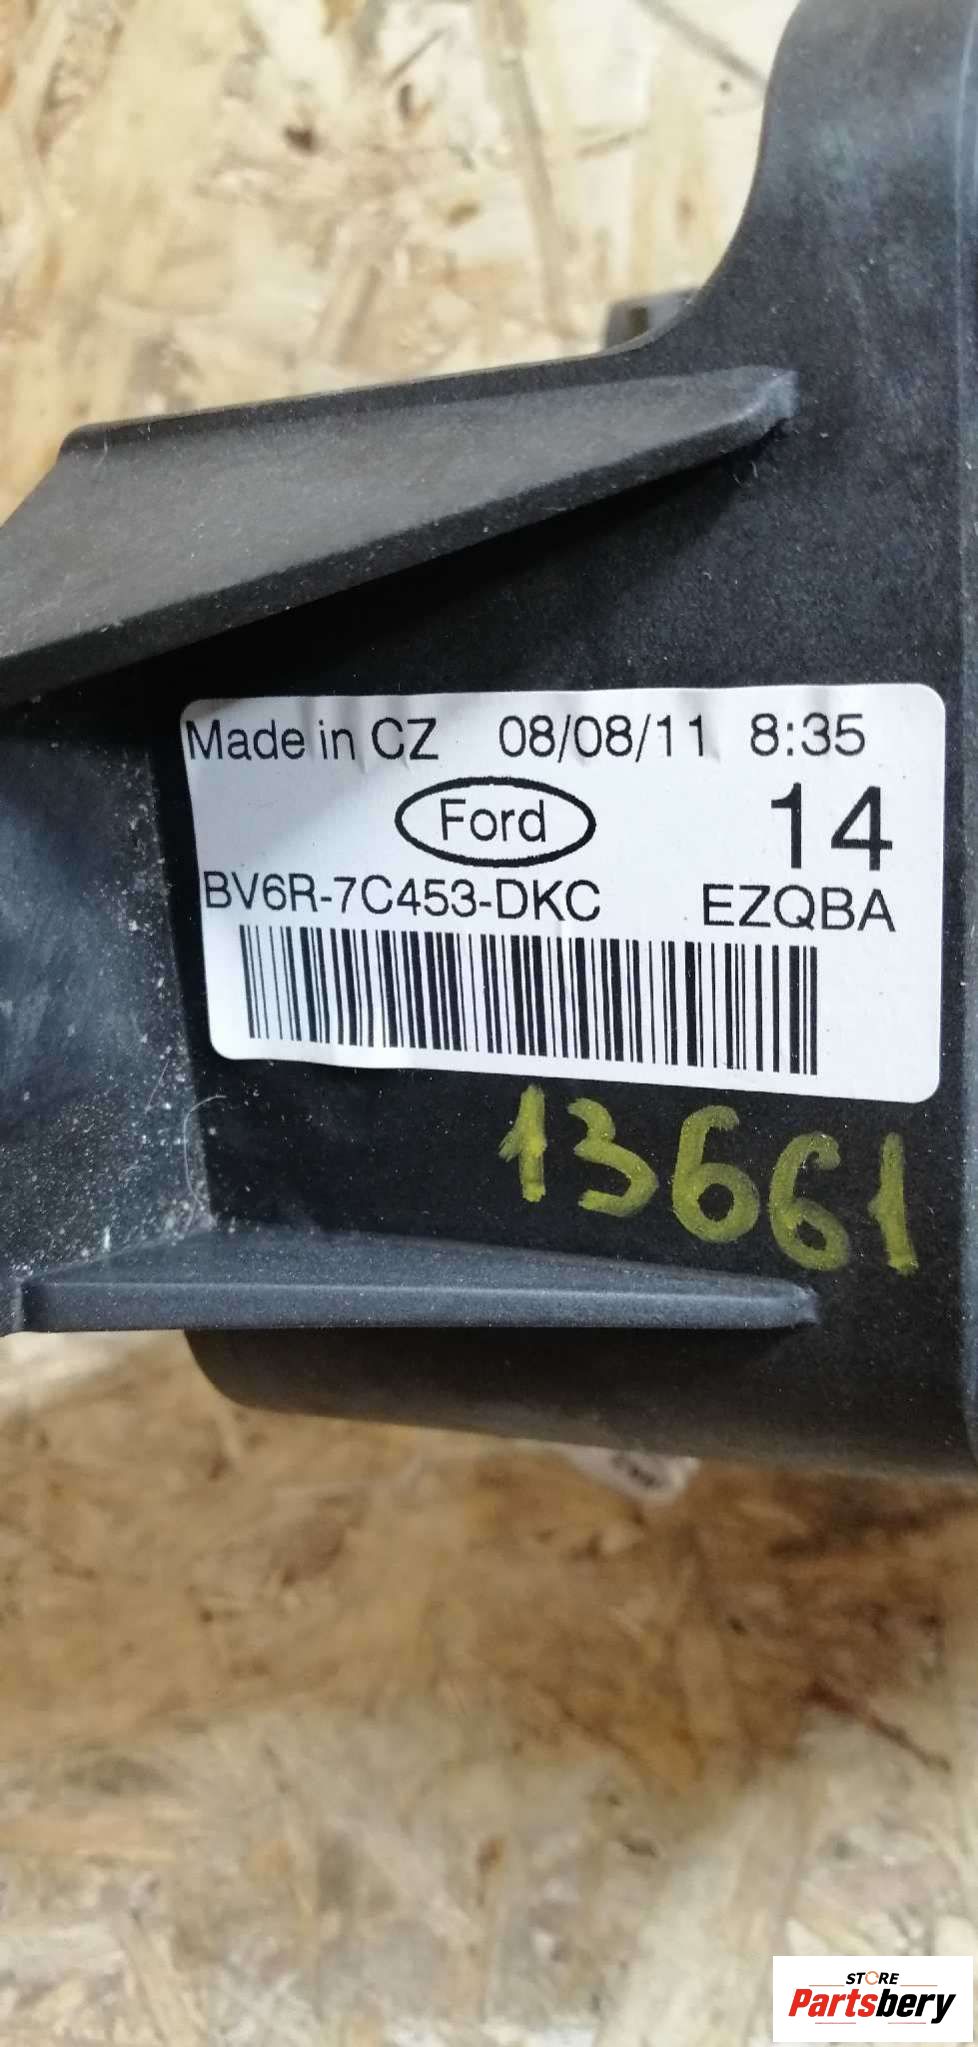 Made in CZ 08/08/11 8:35
Ford 14
BV6R-7C453-DKC EZQBA
13661
STORE
Partsbery